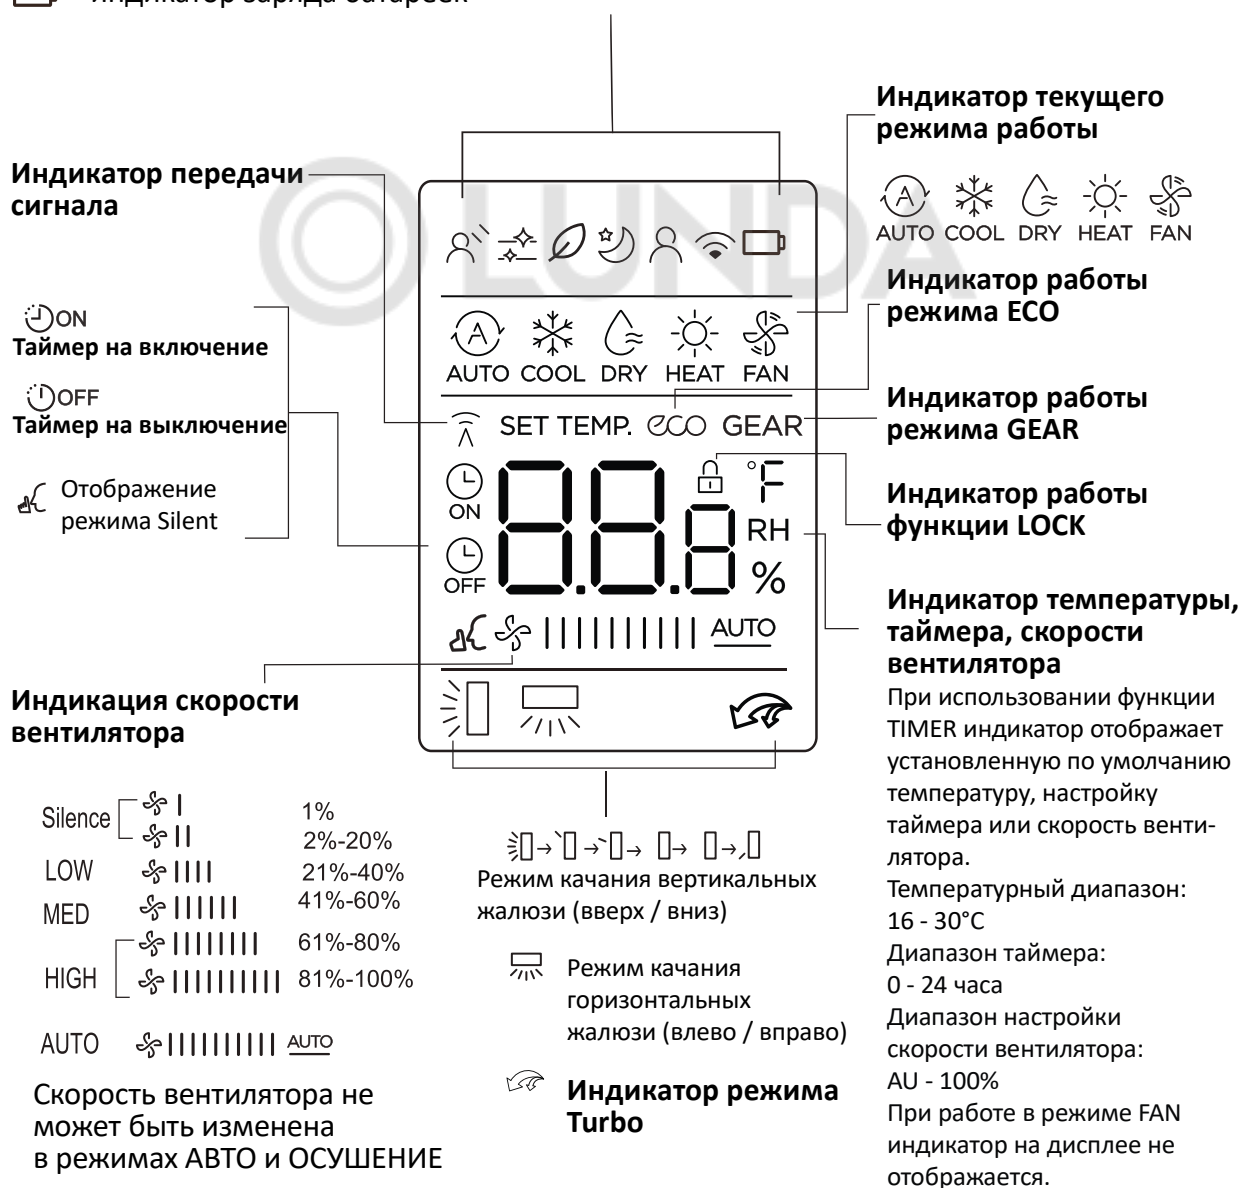 индикатор заряда батареек
Индикатор текущего
режима работы
AUTO COOL DRY HEAT FAN
Индикатор передачи
сигнала
LUNDA
ON
Таймер на включение
OFF
Таймер на выключение
Отображение
режима Silent
AUTO COOL DRY HEAT FAN
SET TEMP. eco GEAR
ON
OFF
88.8
°F
RH
%
AUTO
Индикатор работы
режима ECO
Индикатор работы
режима GEAR
Индикатор работы
функции LOCK
Индикатор температуры,
таймера, скорости
вентилятора
При использовании функции
TIMER индикатор отображает
установленную по умолчанию
температуру, настройку
таймера или скорость венти-
лятора.
Температурный диапазон:
16 - 30°C
Диапазон таймера:
0 - 24 часа
Диапазон настройки
скорости вентилятора:
AU - 100%
При работе в режиме FAN
индикатор на дисплее не
отображается.
Индикация скорости
вентилятора
Silence 1%
2%-20%
LOW 21%-40%
MED 41%-60%
HIGH 61%-80%
81%-100%
AUTO AUTO
Скорость вентилятора не
может быть изменена
в режимах АВТО и ОСУШЕНИЕ
Режим качания вертикальных
жалюзи (вверх / вниз)
Режим качания
горизонтальных
жалюзи (влево / вправо)
Индикатор режима
Turbo